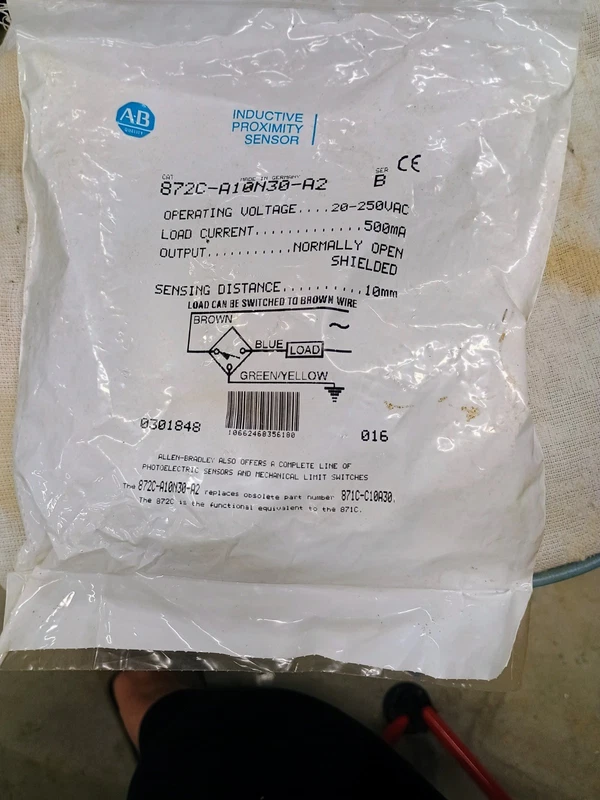 A-B
QUALITY
INDUCTIVE
PROXIMITY
SENSOR
CAT
MADE IN GERMANY
SER
CE
872C-A10N30-A2
B
OPERATING VOLTAGE....20-250VAC
LOAD CURRENT.............500mA
OUTPUT...........NORMALLY OPEN
SHIELDED
SENSING DISTANCE..........10mm
LOAD CAN BE SWITCHED TO BROWN WIRE
BROWN
~
BLUE
LOAD
GREEN/YELLOW
0301848
10662468356180
016
ALLEN-BRADLEY ALSO OFFERS A COMPLETE LINE OF
PHOTOELECTRIC SENSORS AND MECHANICAL LIMIT SWITCHES
The 872C-A10N30-A2 replaces obsolete part number 871C-C10A30.
The 872C is the functional equivalent to the 871C.